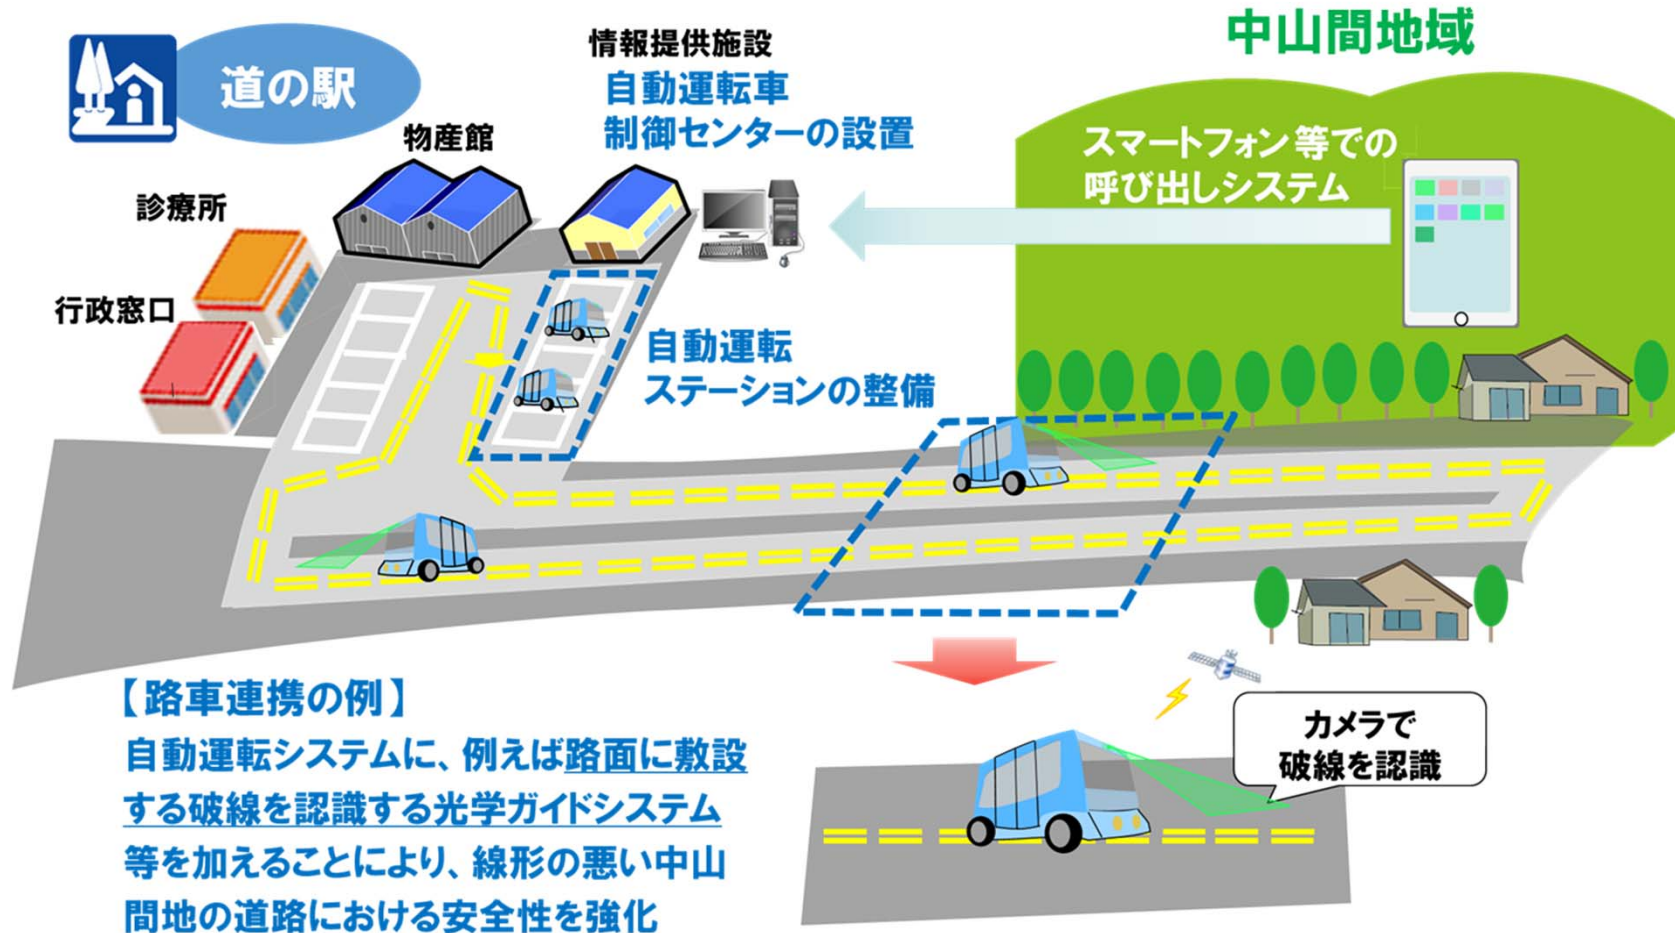 道の駅
情報提供施設
自動運転車
制御センターの設置
中山間地域
物産館
スマートフォン等での
呼び出しシステム
診療所
行政窓口
自動運転
ステーションの整備
【路車連携の例】
自動運転システムに、例えば路面に敷設
する破線を認識する光学ガイドシステム
等を加えることにより、線形の悪い中山
間地の道路における安全性を強化
カメラで
破線を認識